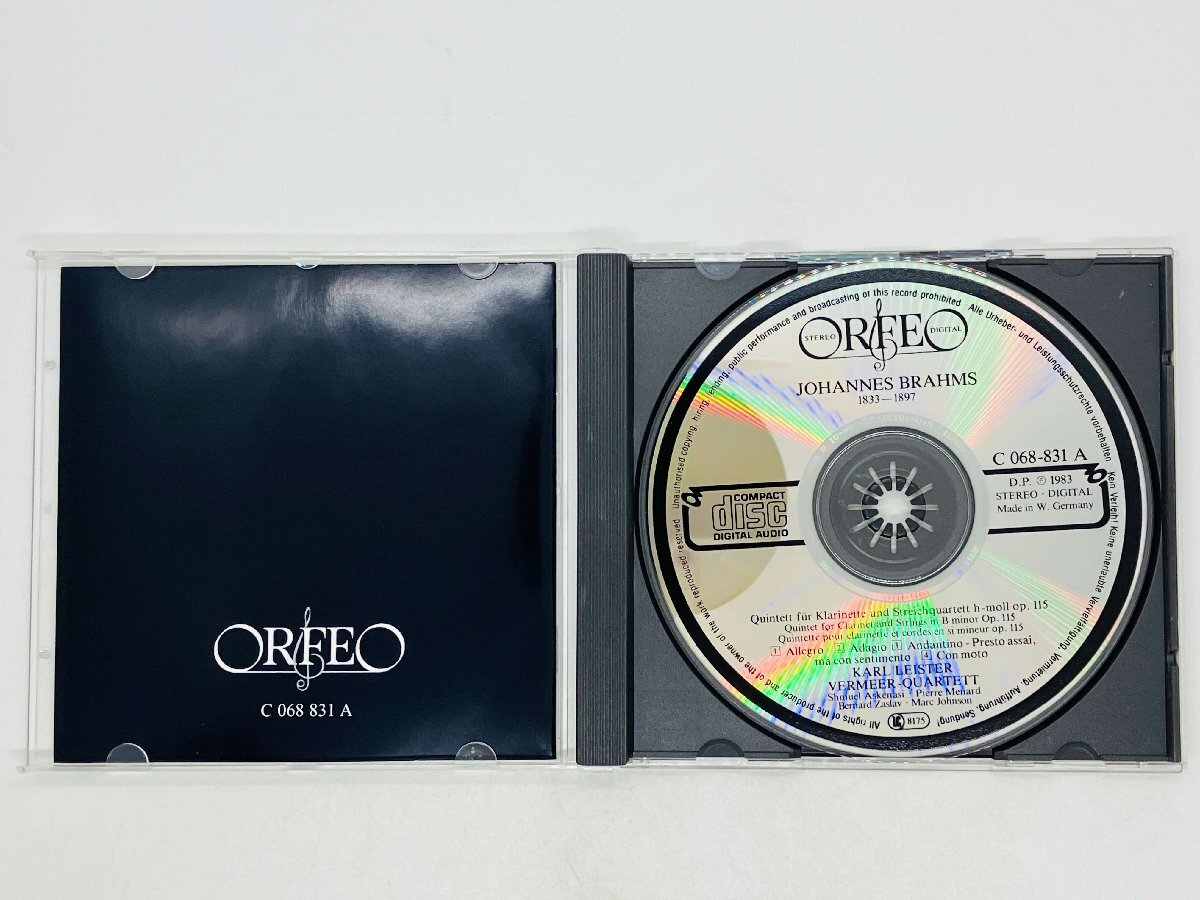 ORFEO
C 068 831 A
STEREO ORFEO DIGITAL
JOHANNES BRAHMS
1833—1897
C 068-831 A
D.P. ℗ 1983
STEREO · DIGITAL
Made in W. Germany
COMPACT
disc
DIGITAL AUDIO
Quintett für Klarinette und Streichquartett h-moll op. 115
Quintet for Clarinet and Strings in B minor Op. 115
Quintette pour clarinette et cordes en si mineur op. 115
1 Allegro 2 Adagio 3 Andantino - Presto assai,
ma con sentimento 4 Con moto
KARL LEISTER
VERMEER-QUARTETT
Shmuel Askenasi · Pierre Menard
Bernard Zaslav · Marc Johnson
LC 8175
All rights of the producer and of the owner of the work reproduced reserved · Unauthorised copying, hiring, lending, public performance and broadcasting of this record prohibited · Alle Urheber- und Leistungsschutzrechte vorbehalten. Kein Verleih! Keine unerlaubte Vervielfältigung, Vermietung, Aufführung, Sendung!